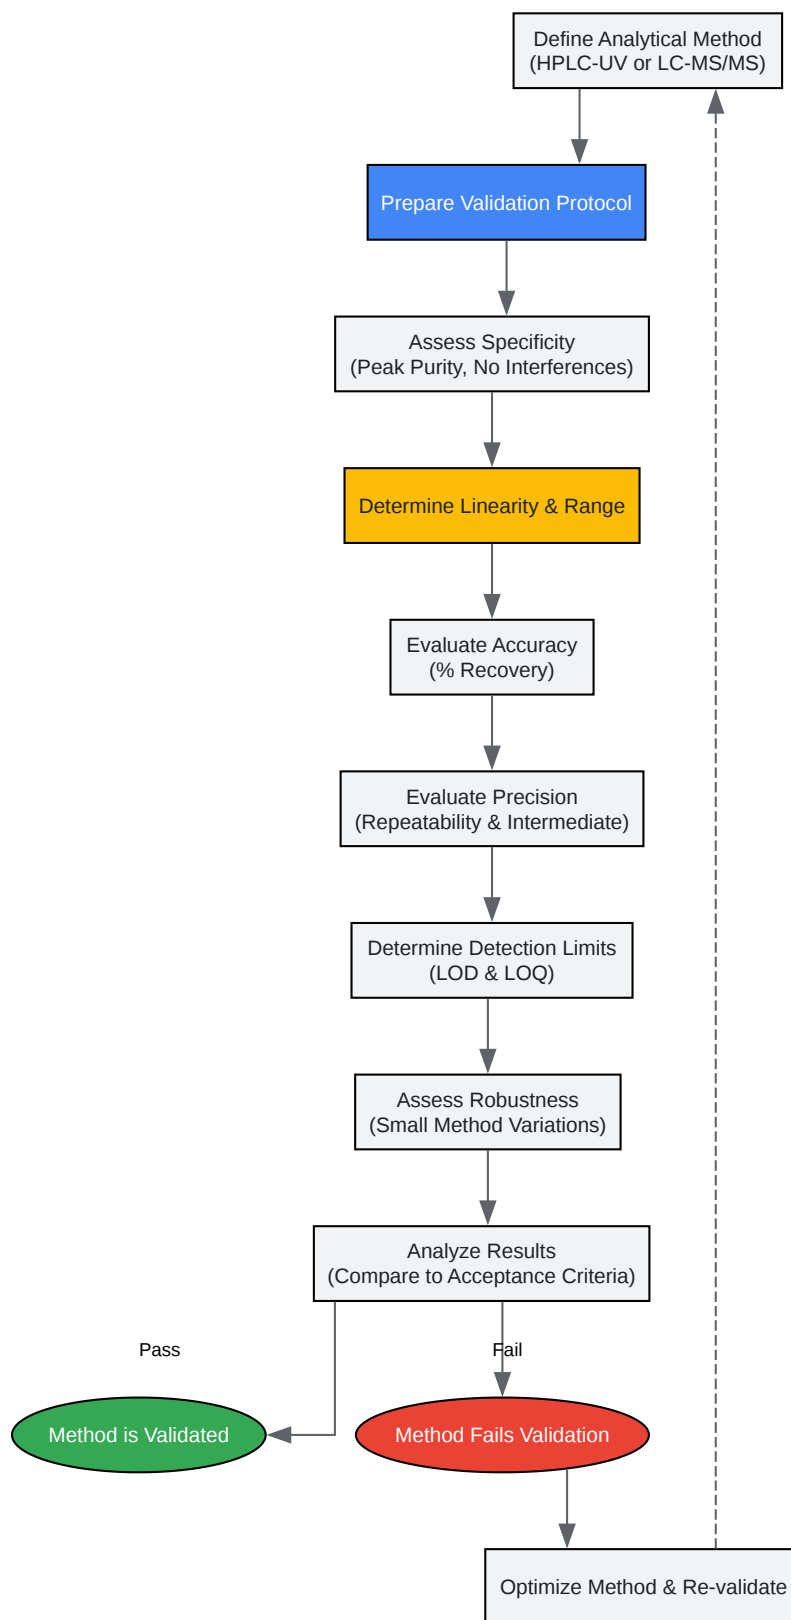 Define Analytical Method
(HPLC-UV or LC-MS/MS)
Prepare Validation Protocol
Assess Specificity
(Peak Purity, No Interferences)
Determine Linearity & Range
Evaluate Accuracy
(% Recovery)
Evaluate Precision
(Repeatability & Intermediate)
Determine Detection Limits
(LOD & LOQ)
Assess Robustness
(Small Method Variations)
Analyze Results
(Compare to Acceptance Criteria)
Pass
Fail
Method is Validated
Method Fails Validation
Optimize Method & Re-validate